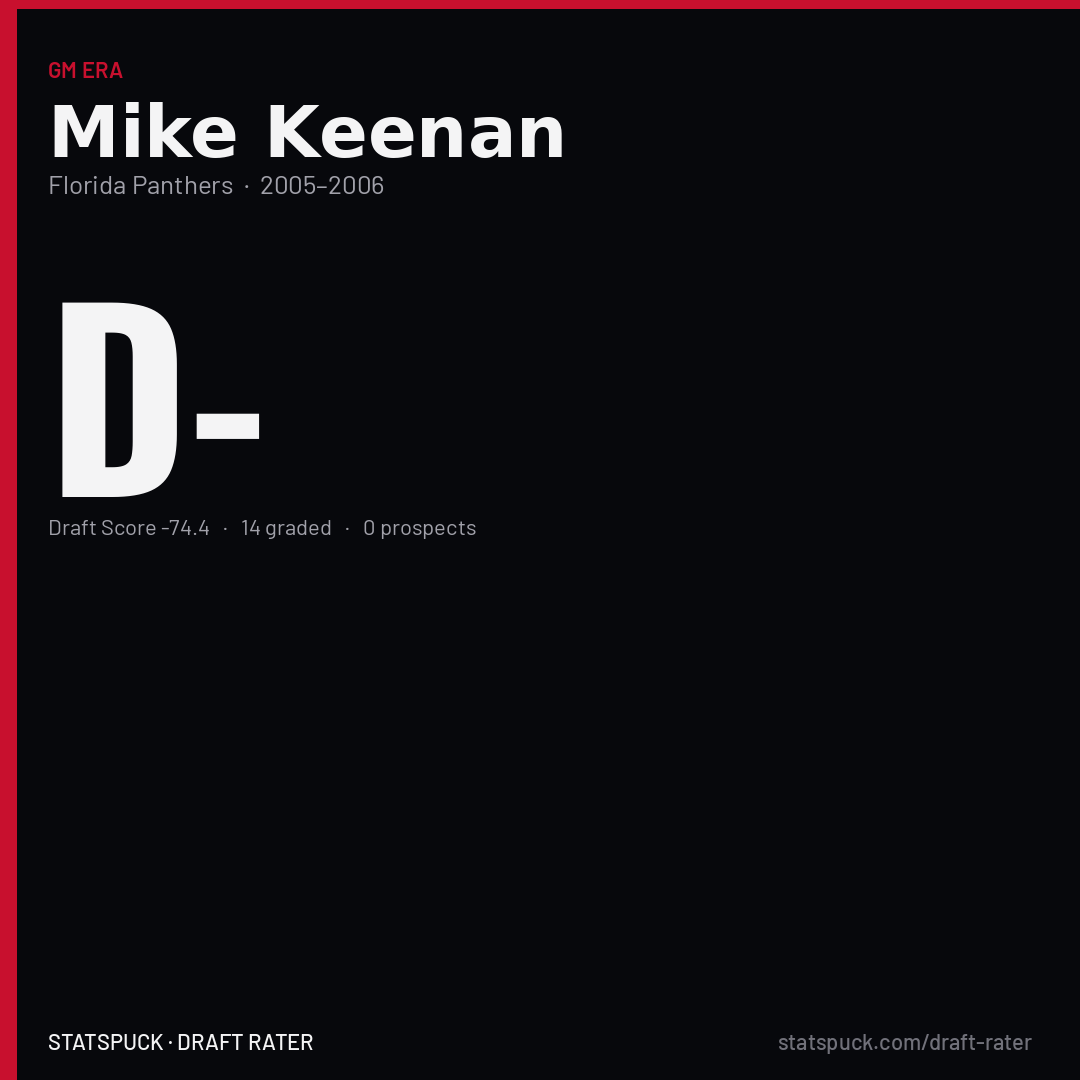 GM ERA
Mike Keenan
Florida Panthers · 2005–2006
D-
Draft Score -74.4 · 14 graded · 0 prospects
STATSPUCK · DRAFT RATER
statspuck.com/draft-rater